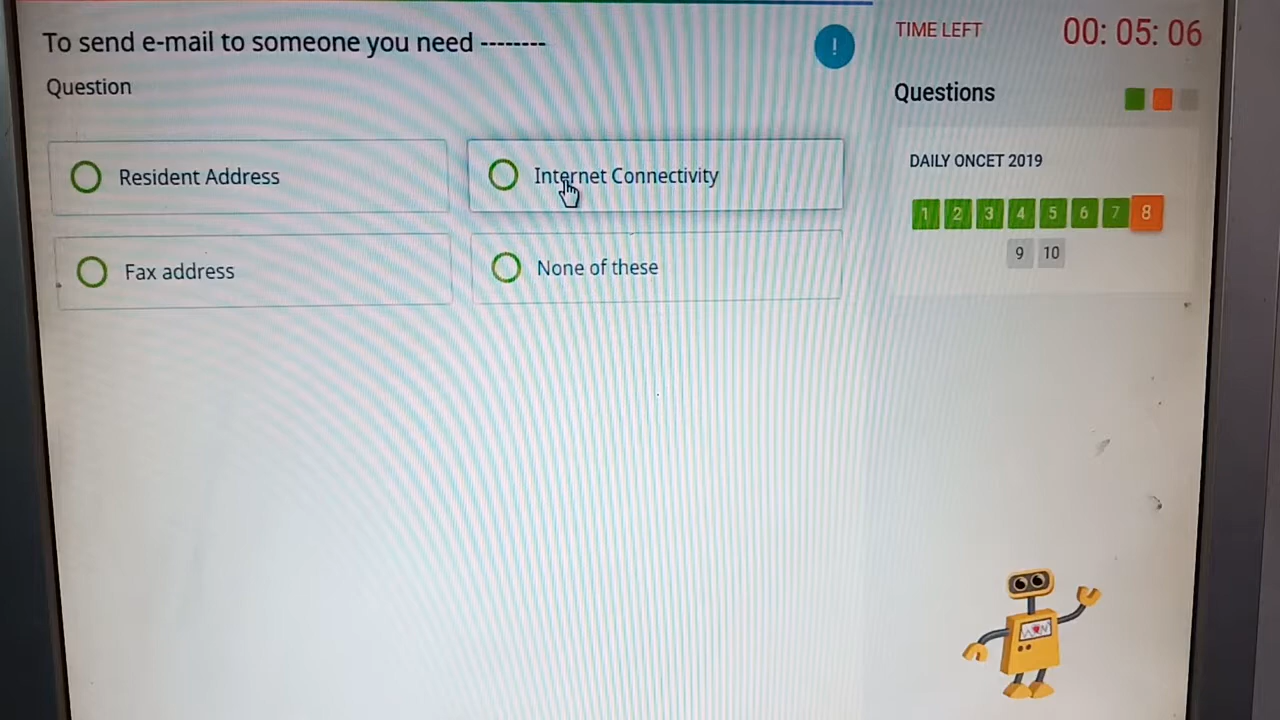 To send e-mail to someone you need --------
!
Question
Resident Address
Internet Connectivity
Fax address
None of these
TIME LEFT
00: 05: 06
Questions
DAILY ONCET 2019
1 2 3 4 5 6 7 8
9 10